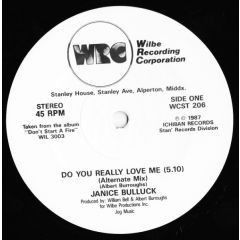 WRC
Wilbe
Recording
Corporation
Stanley House, Stanley Ave, Alperton, Middx.
STEREO
45 RPM
Taken from the album
"Don't Start A Fire"
WIL 3003
SIDE ONE
WCST 206
℗ © 1987
ICHIBAN RECORDS
Stan' Records Division
DO YOU REALLY LOVE ME (5.10)
(Alternate Mix)
(Albert Burroughs)
JANICE BULLUCK
Produced by: William Bell & Albert Burroughs
for Wilbe Productions Inc.
Jog Music